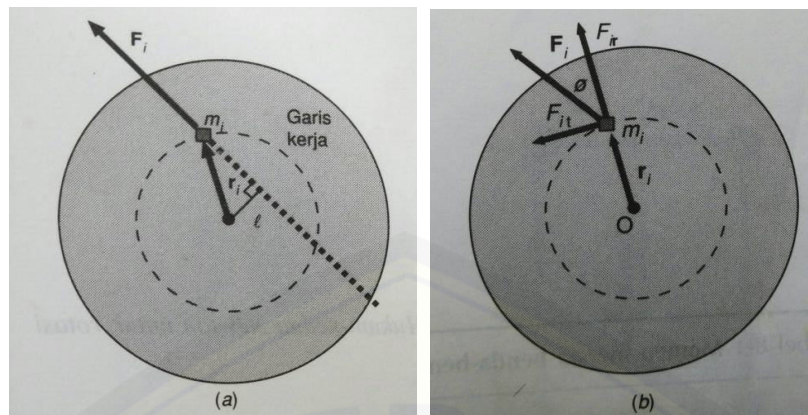 F_i
m_i
Garis
kerja
r_i
ℓ
(a)
F_i
F_ir
ø
F_it
m_i
r_i
O
(b)